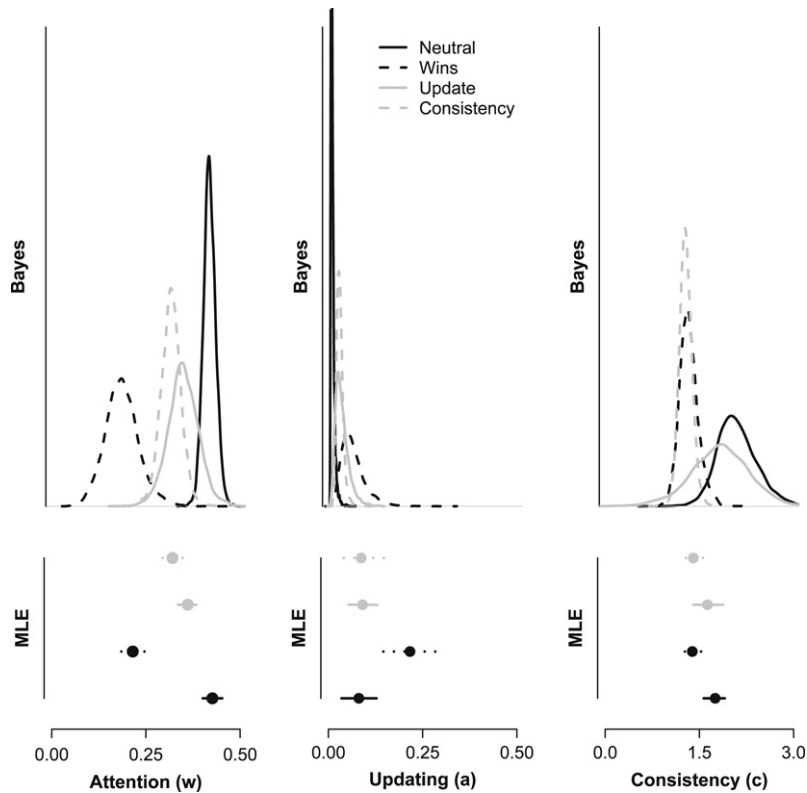 Neutral
Wins
Update
Consistency
Bayes
Bayes
Bayes
MLE
MLE
MLE
0.00 0.25 0.50
0.00 0.25 0.50
0.0 1.5 3.0
Attention (w)
Updating (a)
Consistency (c)